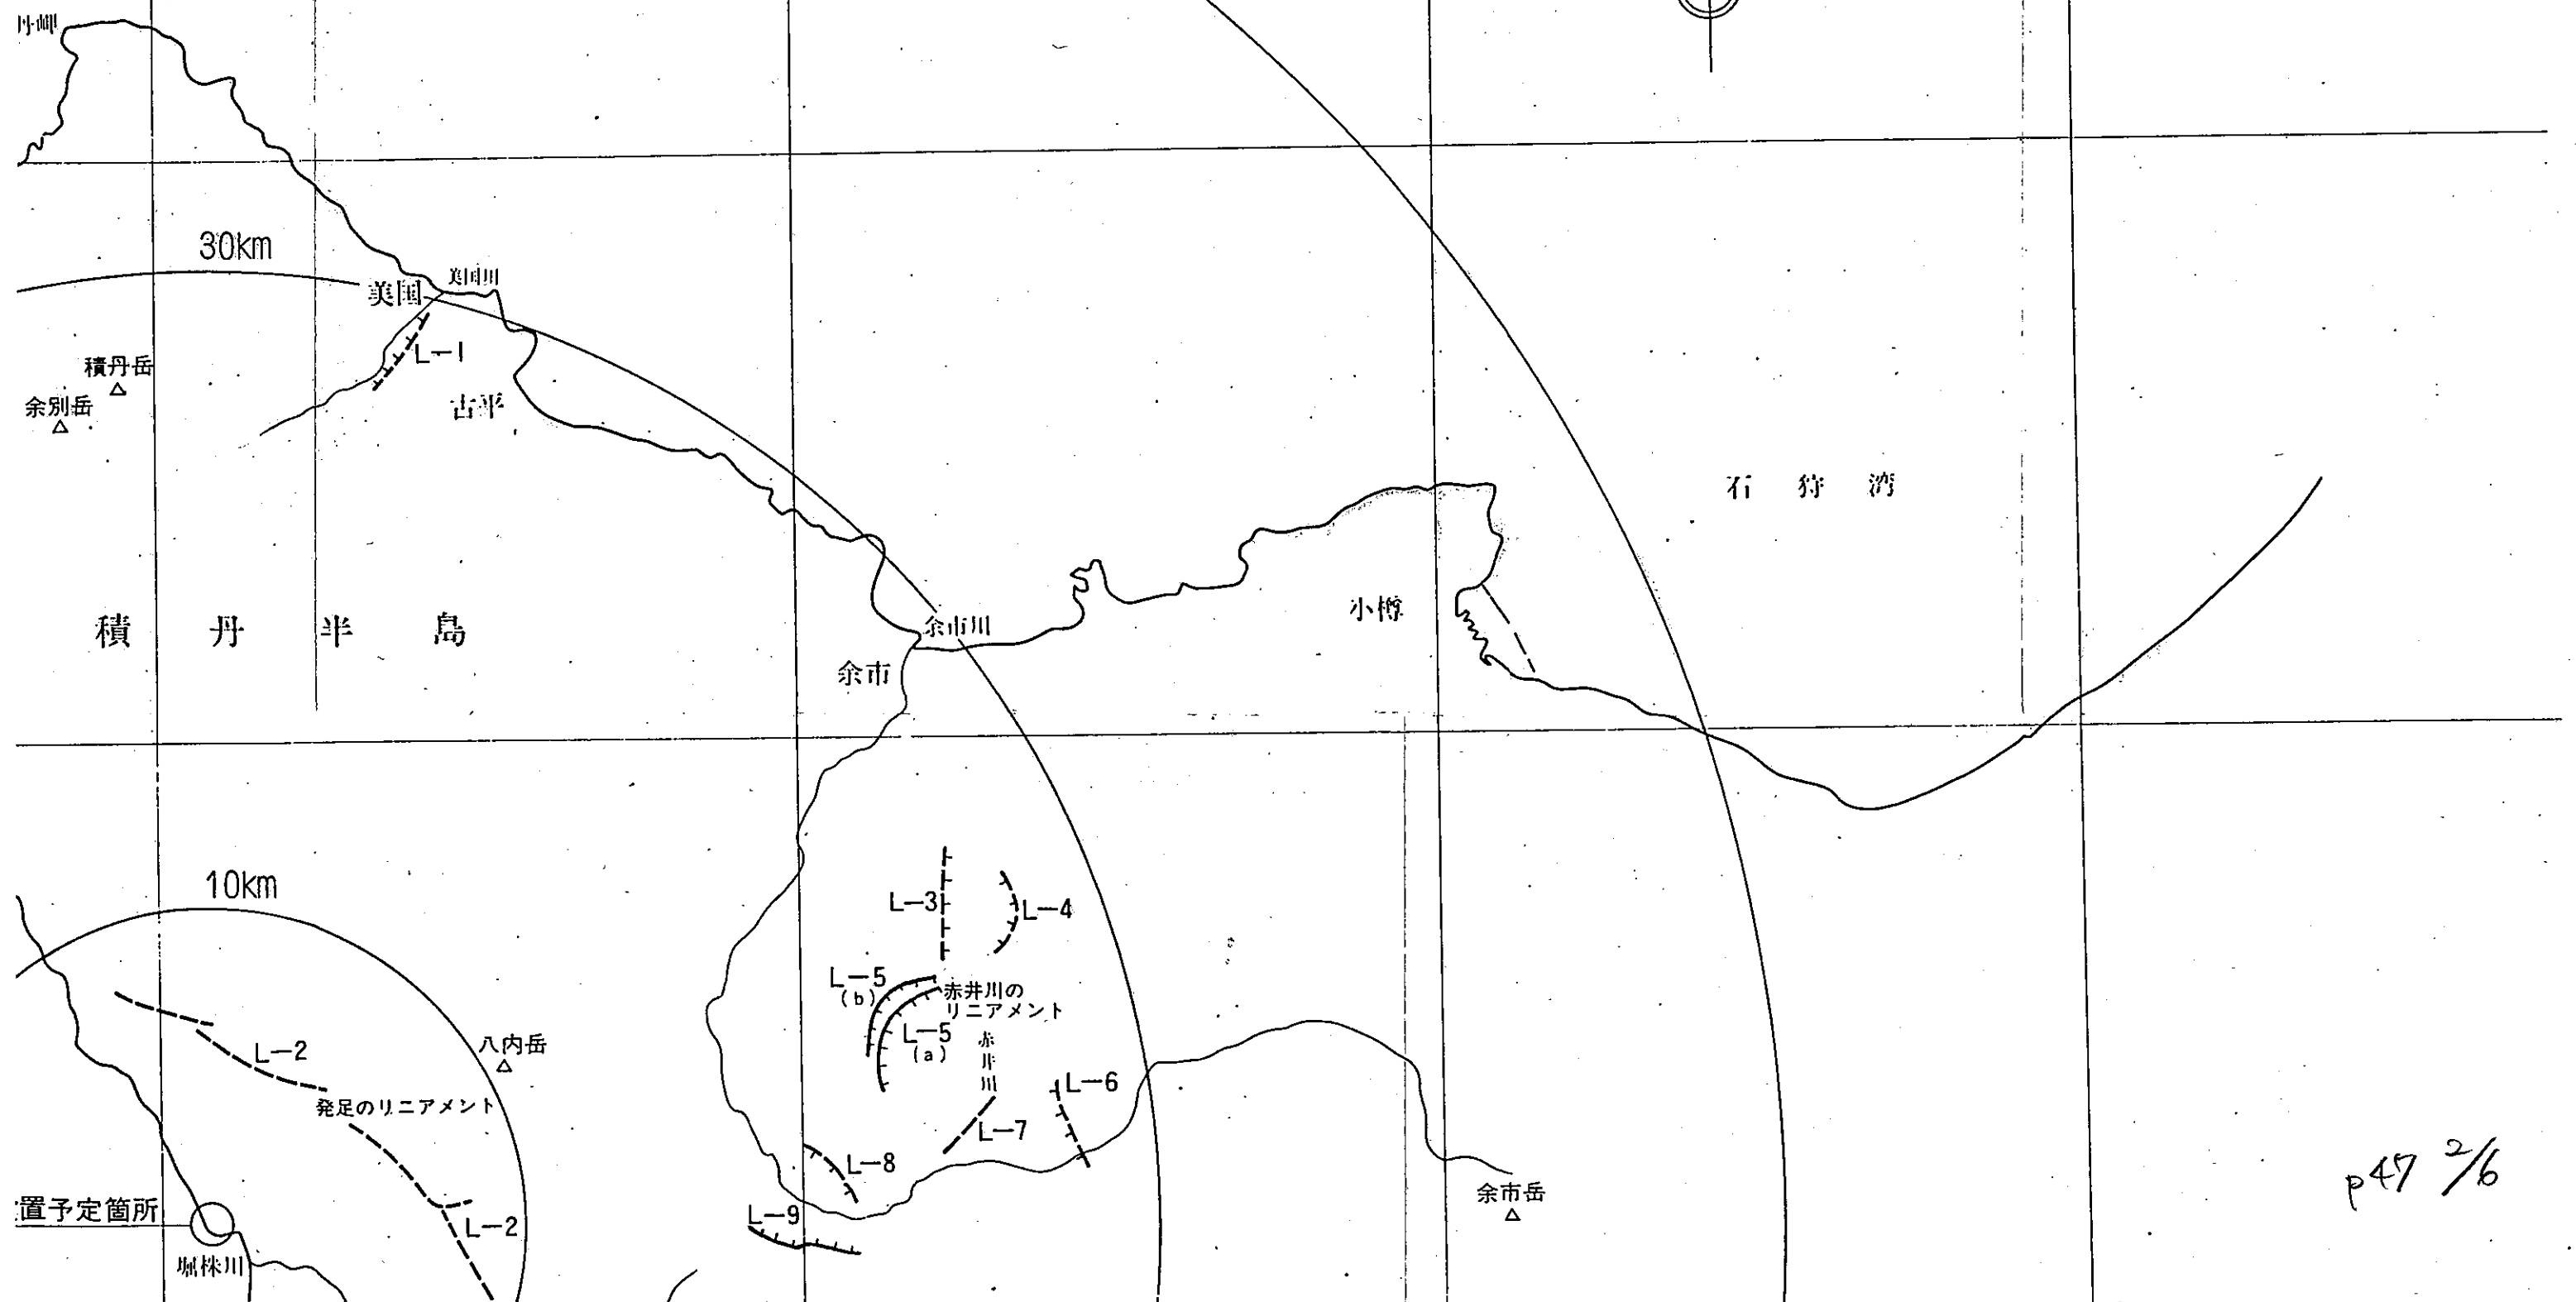 丹岬
30km
美国川
美国
L-1
積丹岳
余別岳
古平
石狩湾
小樽
積丹半島
余市川
余市
10km
L-3
L-4
L-5
(b)
赤井川の
リニアメント
L-5
(a)
赤井川
L-2
八内岳
発足のリニアメント
L-6
L-7
L-8
余市岳
p47 2/6
置予定箇所
L-9
L-2
堀株川